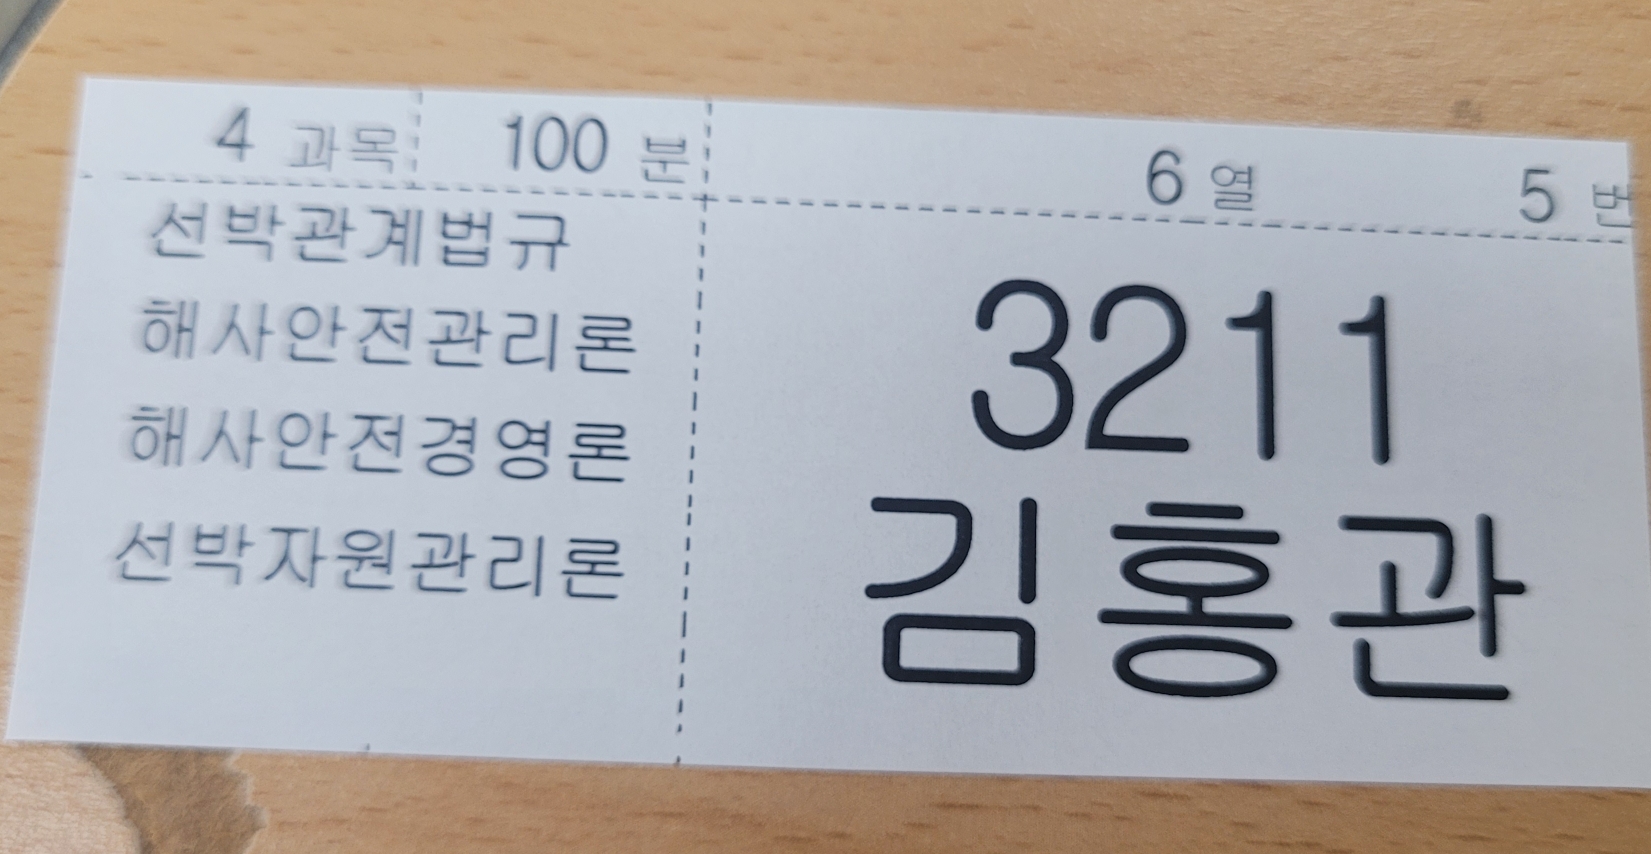 4 과목 100 분 6 열 5 번
선박관계법규
해사안전관리론
해사안전경영론
선박자원관리론
3211
김홍관